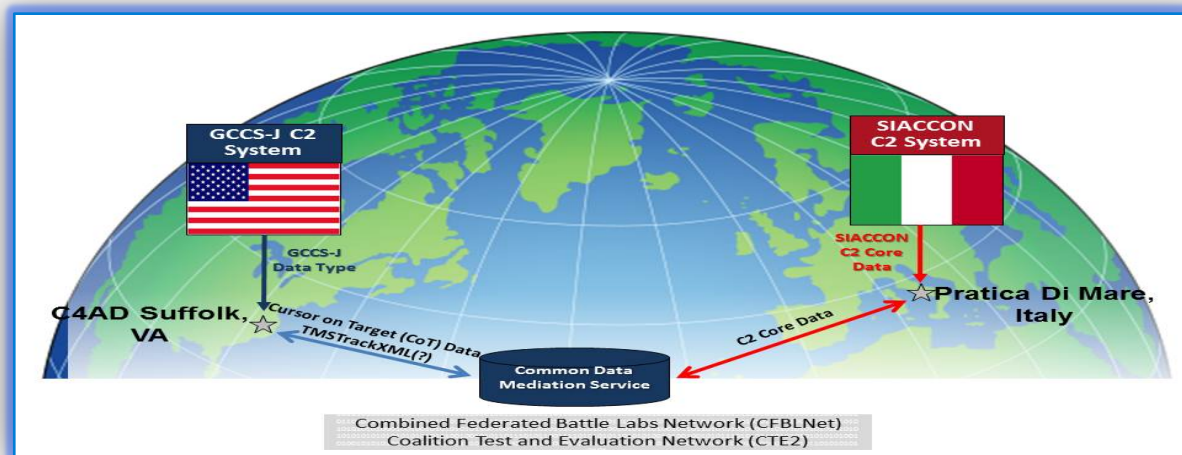 GCCS-J C2
System
SIACCON
C2 System
GCCS-J
Data Type
SIACCON
C2 Core
Data
C4AD Suffolk,
VA
Pratica Di Mare,
Italy
Cursor on Target (CoT) Data
TMSTrackXML(?)
C2 Core Data
Common Data
Mediation Service
Combined Federated Battle Labs Network (CFBLNet)
Coalition Test and Evaluation Network (CTE2)